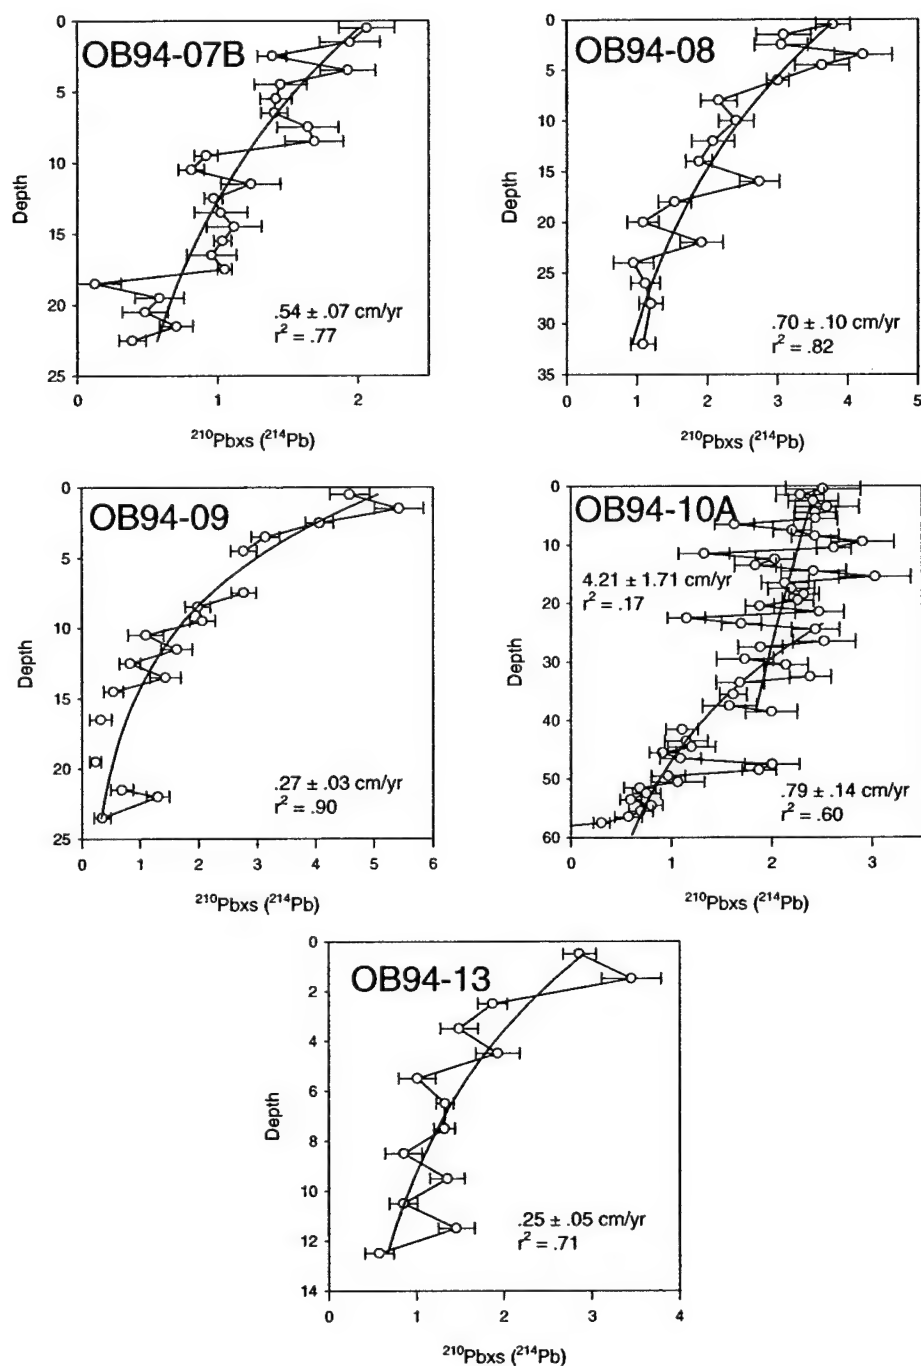 OB94-07B
0
5
10
15
20
25
Depth
.54 ± .07 cm/yr
r² = .77
0
1
2
²¹⁰Pbxs (²¹⁴Pb)
OB94-08
0
5
10
15
20
25
30
35
Depth
.70 ± .10 cm/yr
r² = .82
0
1
2
3
4
5
²¹⁰Pbxs (²¹⁴Pb)
OB94-09
0
5
10
15
20
25
Depth
.27 ± .03 cm/yr
r² = .90
0
1
2
3
4
5
6
²¹⁰Pbxs (²¹⁴Pb)
OB94-10A
0
10
20
30
40
50
60
Depth
4.21 ± 1.71 cm/yr
r² = .17
.79 ± .14 cm/yr
r² = .60
0
1
2
3
²¹⁰Pbxs (²¹⁴Pb)
OB94-13
0
2
4
6
8
10
12
14
Depth
.25 ± .05 cm/yr
r² = .71
0
1
2
3
4
²¹⁰Pbxs (²¹⁴Pb)